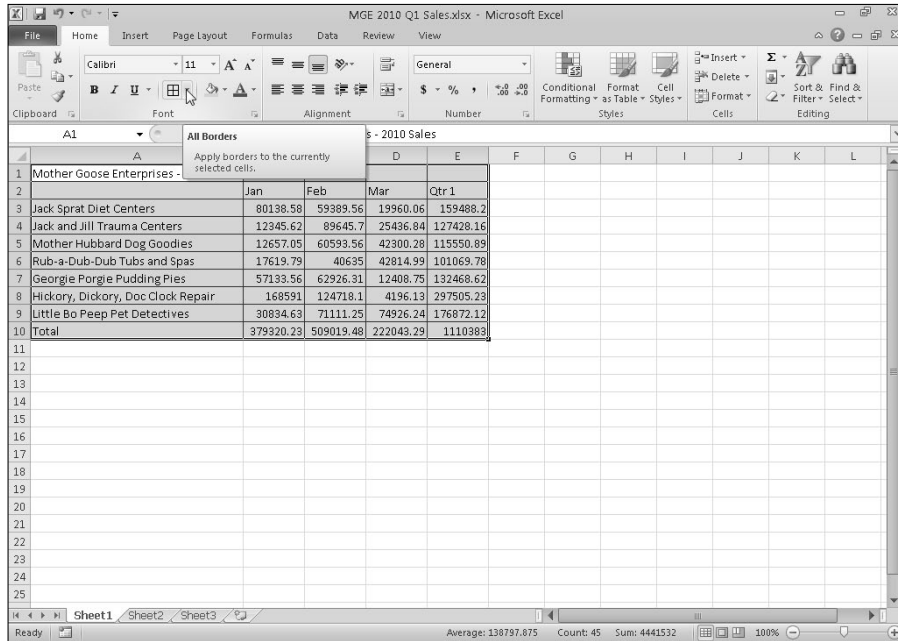 MGE 2010 Q1 Sales.xlsx - Microsoft Excel
File Home Insert Page Layout Formulas Data Review View
Paste
Calibri 11
B I U
A A
A
General
$ % ,
.0 .00 .00 .0
Conditional Formatting
Format as Table
Cell Styles
Insert
Delete
Format
Σ
Sort & Filter
Find & Select
Clipboard Font Alignment Number Styles Cells Editing
A1 s - 2010 Sales
All Borders
Apply borders to the currently
selected cells.
A D E F G H I J K L
1 Mother Goose Enterprises -
2 Jan Feb Mar Qtr 1
3 Jack Sprat Diet Centers 80138.58 59389.56 19960.06 159488.2
4 Jack and Jill Trauma Centers 12345.62 89645.7 25436.84 127428.16
5 Mother Hubbard Dog Goodies 12657.05 60593.56 42300.28 115550.89
6 Rub-a-Dub-Dub Tubs and Spas 17619.79 40635 42814.99 101069.78
7 Georgie Porgie Pudding Pies 57133.56 62926.31 12408.75 132468.62
8 Hickory, Dickory, Doc Clock Repair 168591 124718.1 4196.13 297505.23
9 Little Bo Peep Pet Detectives 30834.63 71111.25 74926.24 176872.12
10 Total 379320.23 509019.48 222043.29 1110383
11
12
13
14
15
16
17
18
19
20
21
22
23
24
25
Sheet1 Sheet2 Sheet3
Ready Average: 138797.875 Count: 45 Sum: 4441532 100%